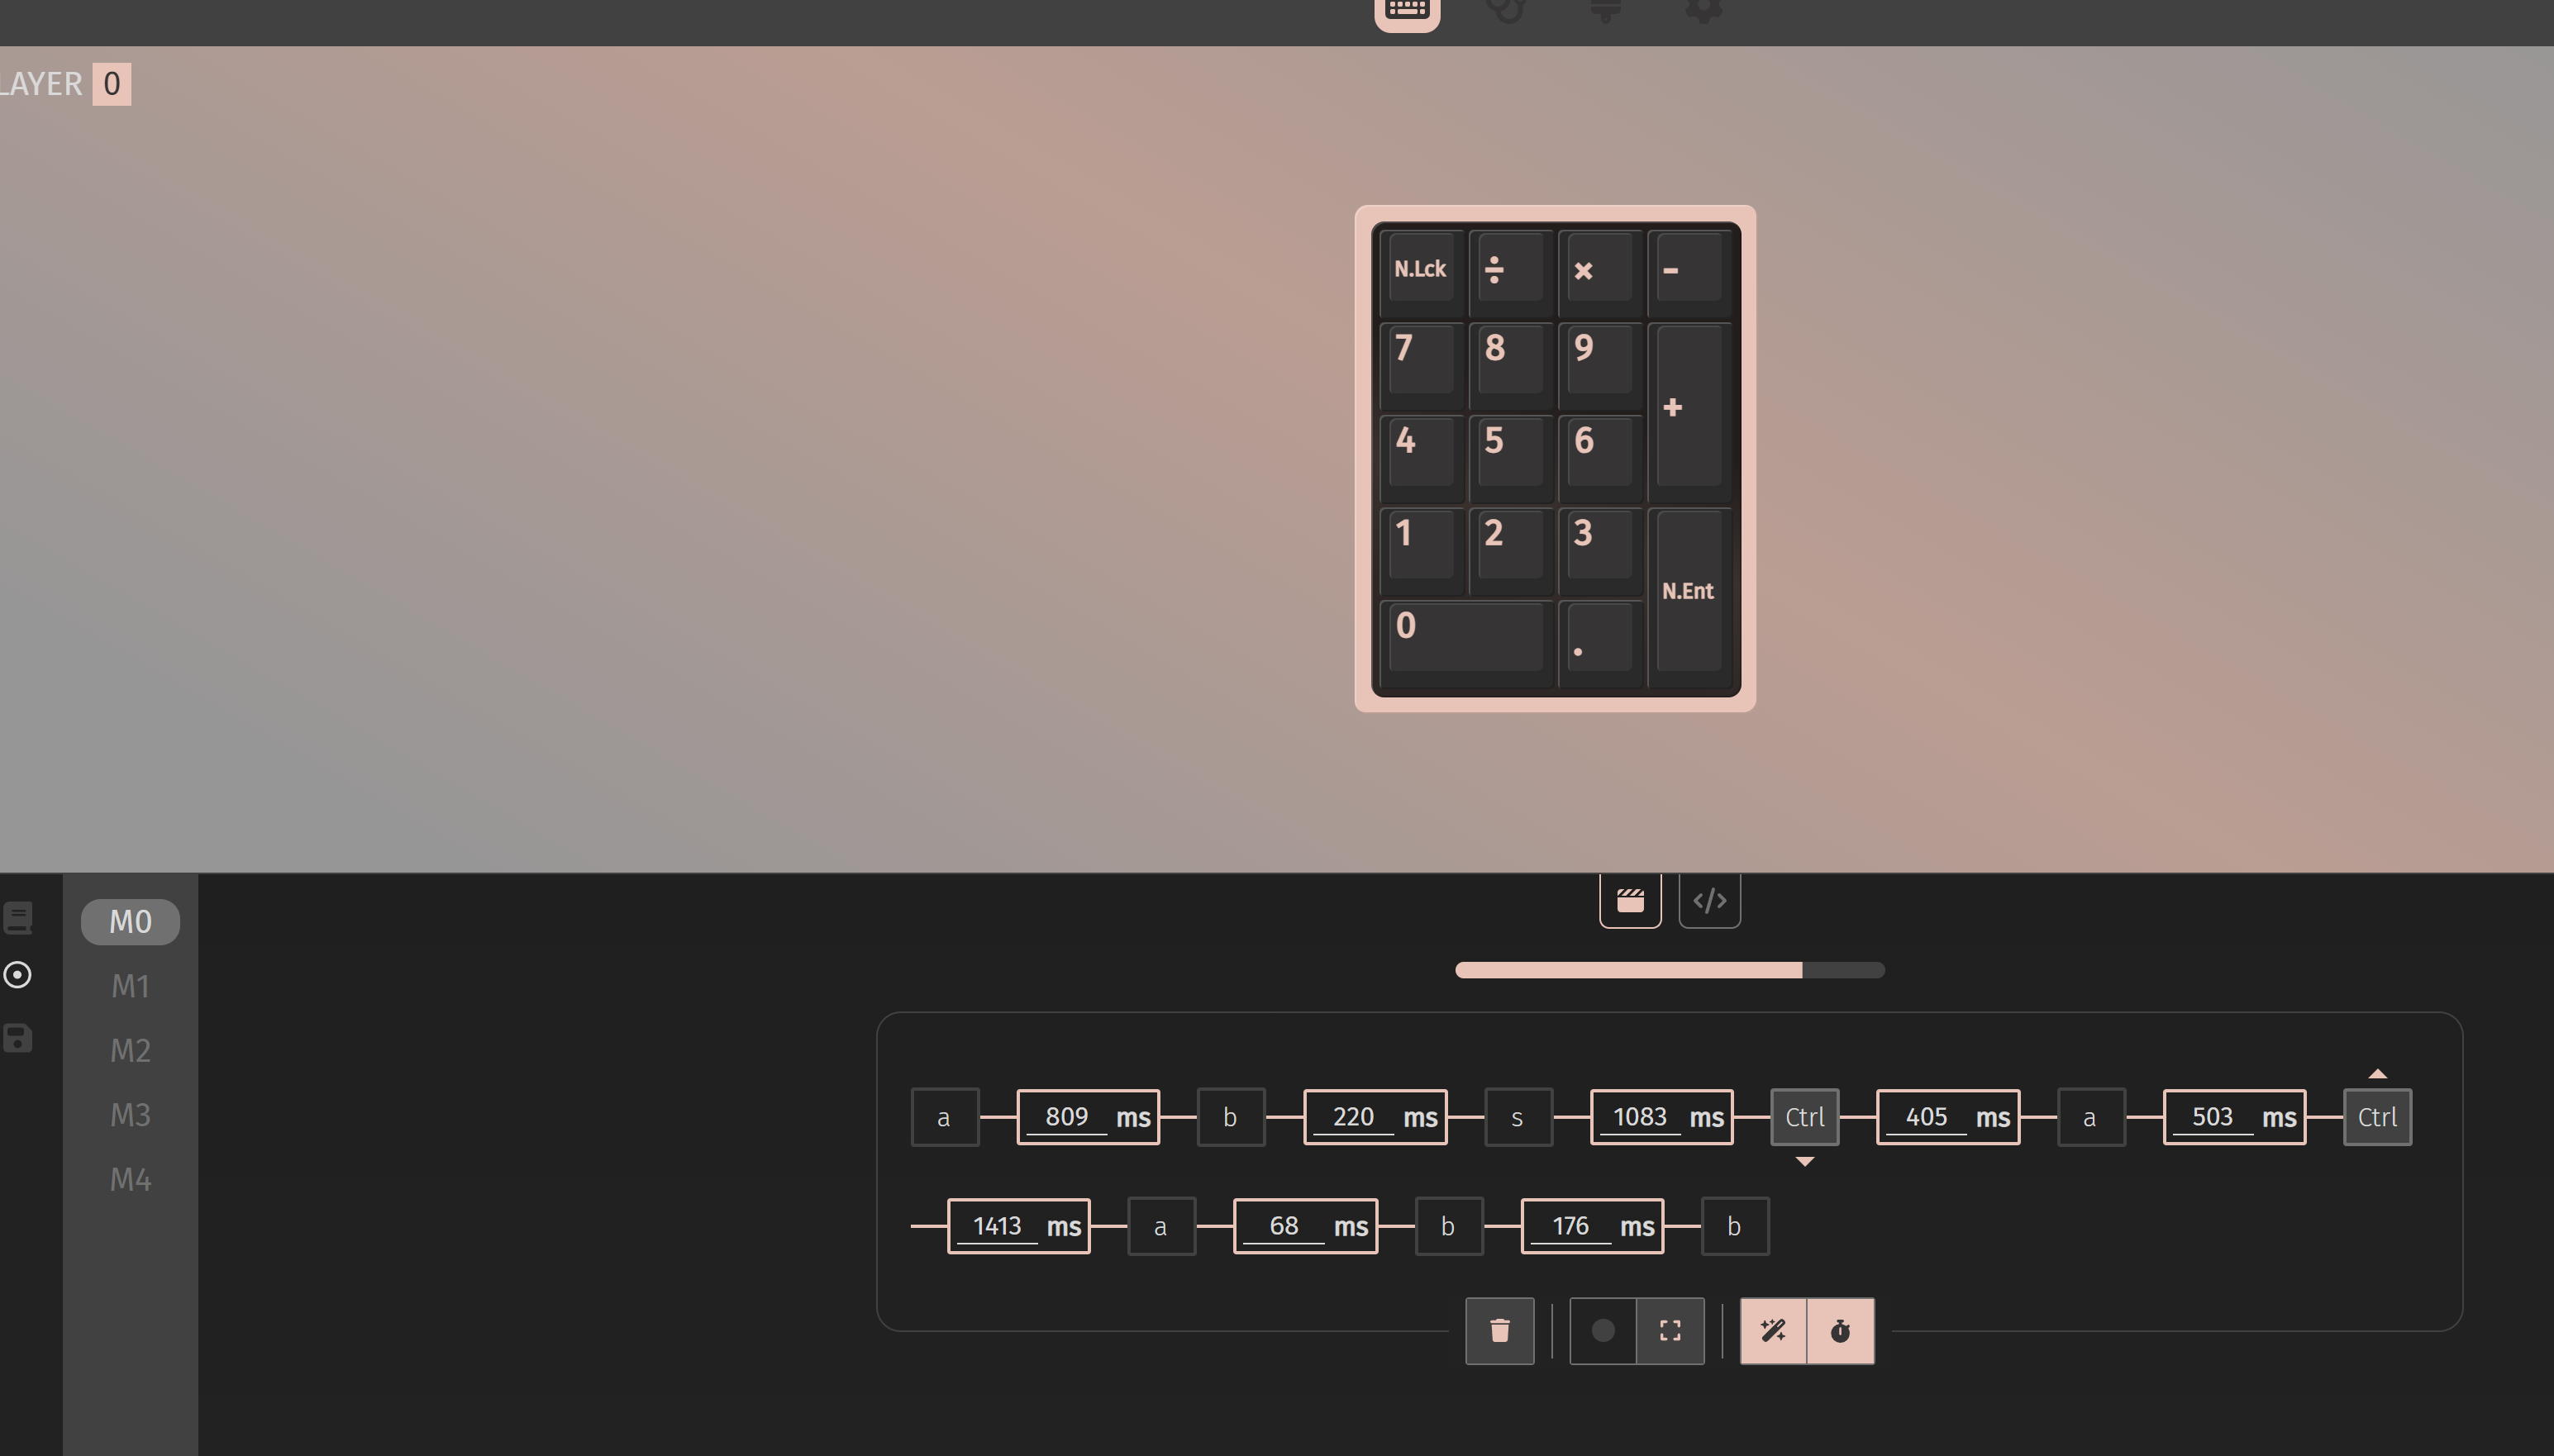 LAYER 0
N.Lck ÷ × -
7 8 9
+
4 5 6
1 2 3
N.Ent
0 .
M0
M1
M2
M3
M4
</>
a 809 ms b 220 ms s 1083 ms Ctrl 405 ms a 503 ms Ctrl
1413 ms a 68 ms b 176 ms b